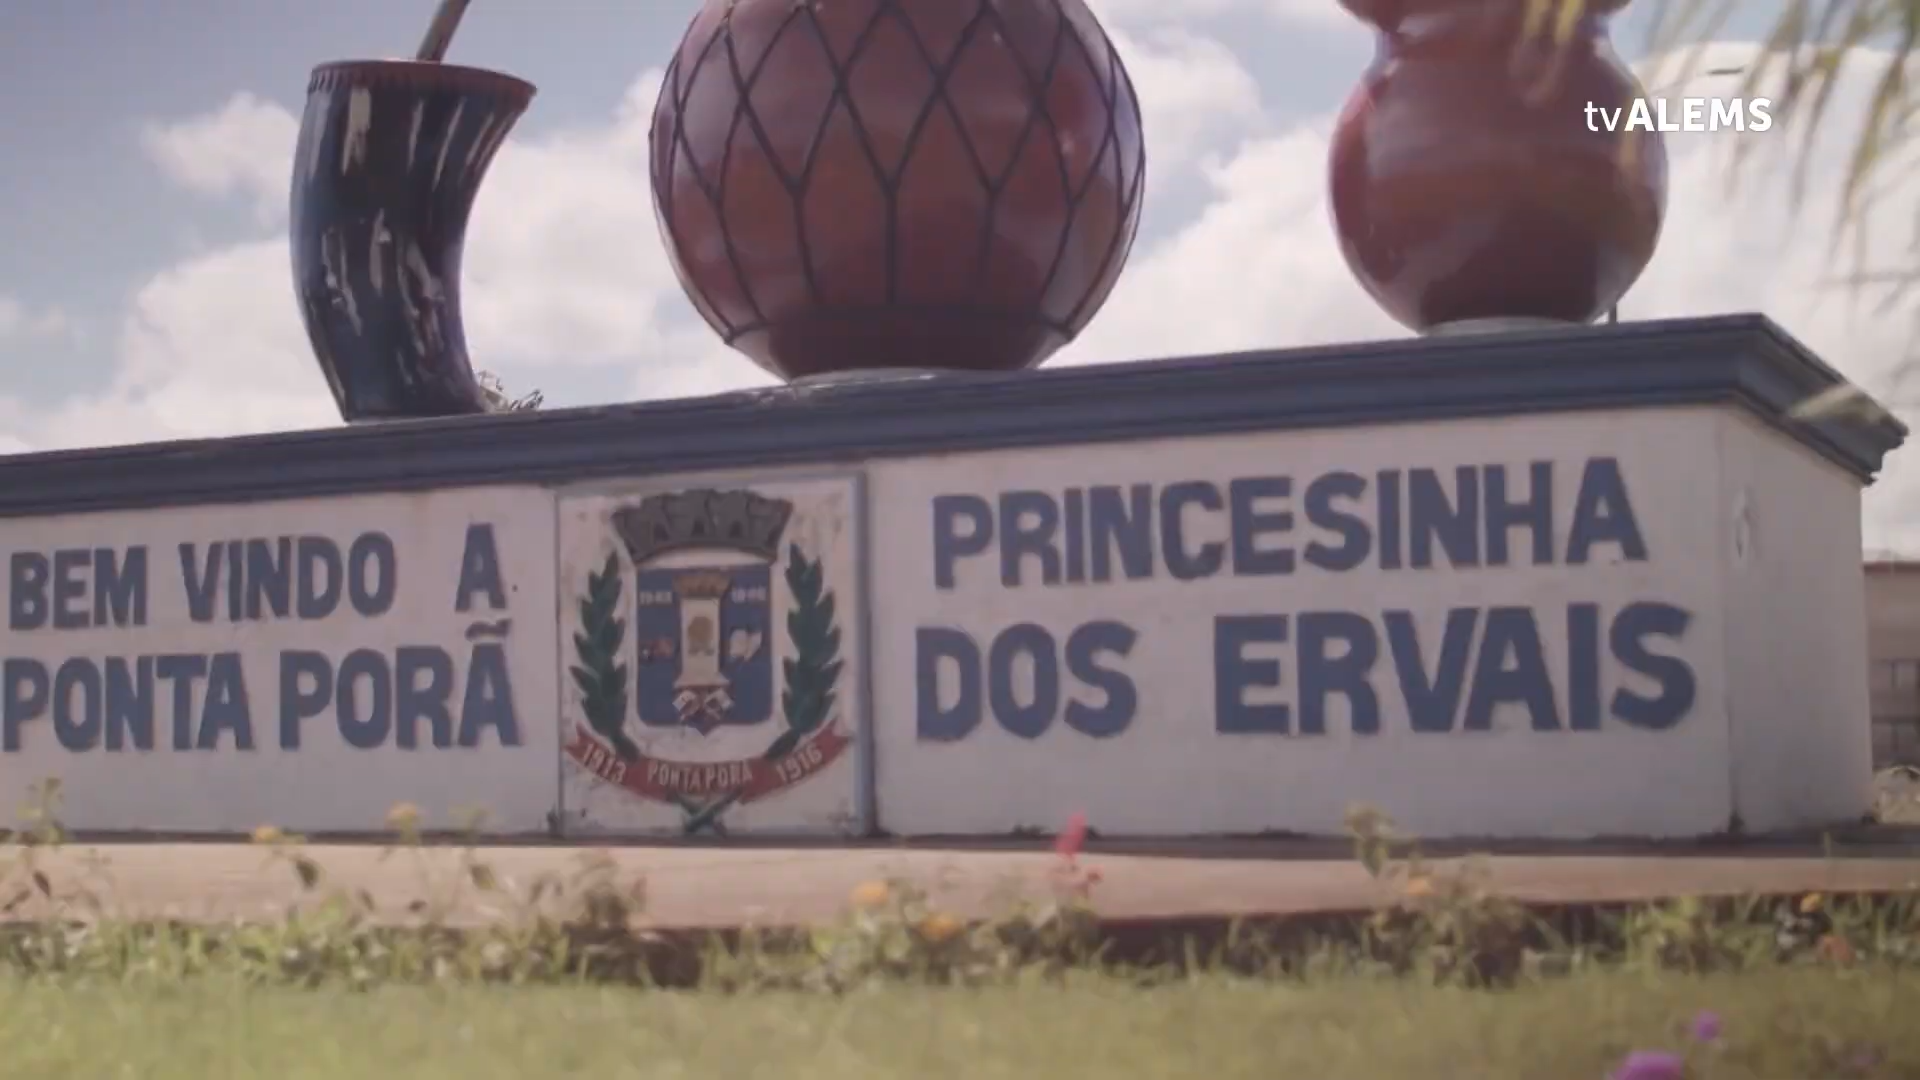 tvALEMS
BEM VINDO A
PONTA PORÃ
PRINCESINHA
DOS ERVAIS
1913 PONTA PORÃ 1916